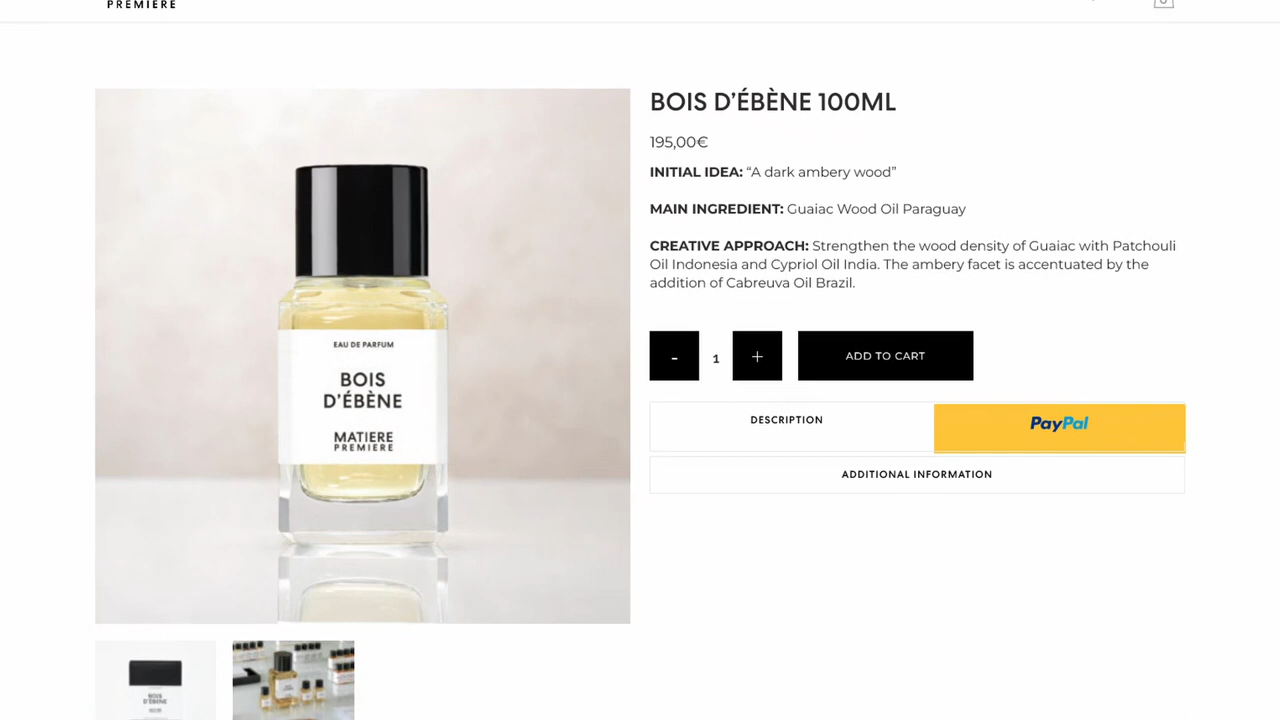 PREMIERE
BOIS D’ÉBÈNE 100ML
195,00€
INITIAL IDEA: “A dark ambery wood”
MAIN INGREDIENT: Guaiac Wood Oil Paraguay
CREATIVE APPROACH: Strengthen the wood density of Guaiac with Patchouli
Oil Indonesia and Cypriol Oil India. The ambery facet is accentuated by the
addition of Cabreuva Oil Brazil.
- 1 +
ADD TO CART
DESCRIPTION
PayPal
ADDITIONAL INFORMATION
EAU DE PARFUM
BOIS
D’ÉBÈNE
MATIERE
PREMIERE
BOIS
D’ÉBÈNE